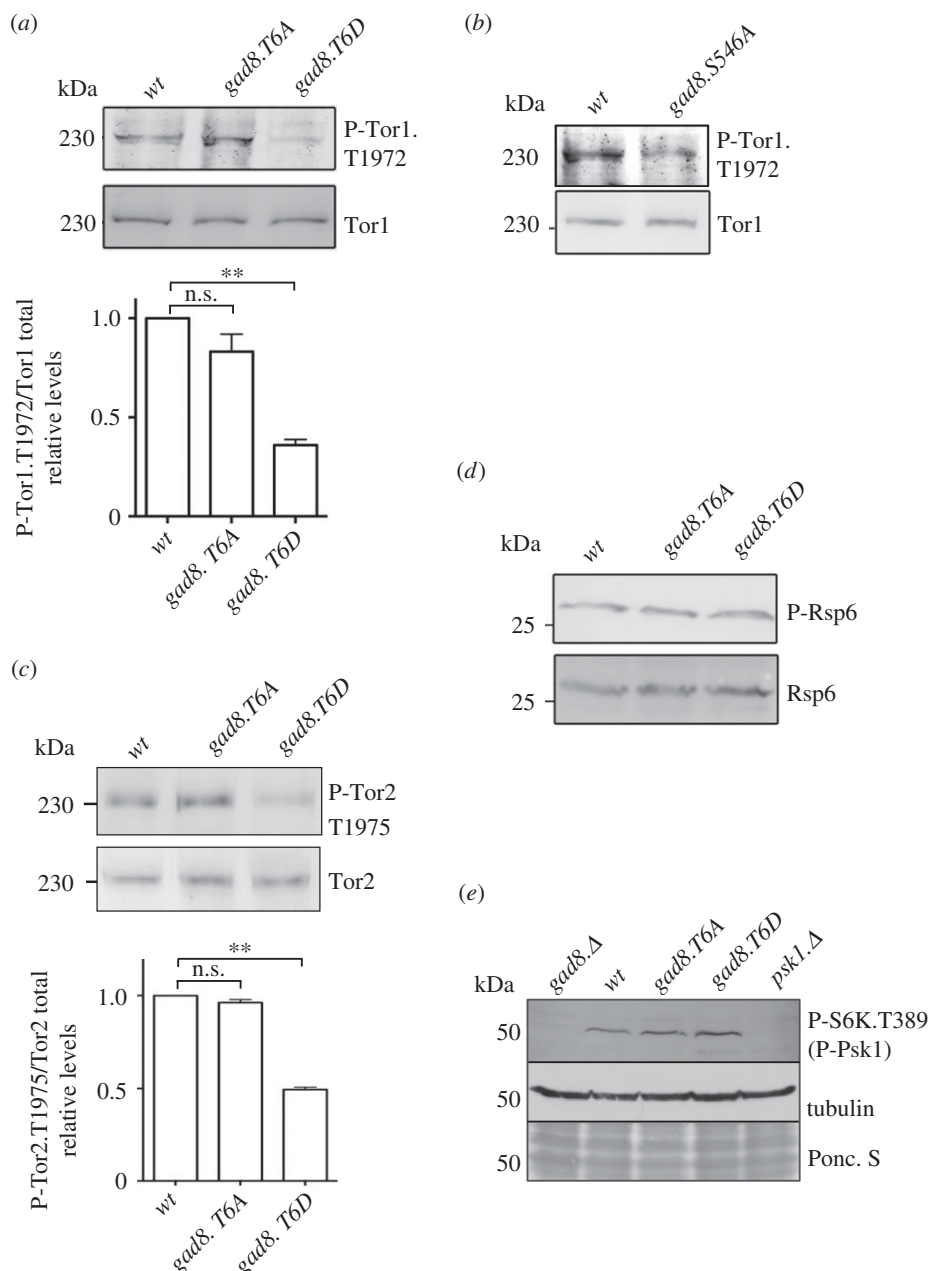 (a)
kDa
wt
gad8.T6A
gad8.T6D
230
P-Tor1.
T1972
230
Tor1
**
n.s.
1.0
0.5
0
P-Tor1.T1972/Tor1 total
relative levels
wt
gad8. T6A
gad8. T6D
(b)
kDa
wt
gad8.S546A
230
P-Tor1.
T1972
230
Tor1
(c)
kDa
wt
gad8.T6A
gad8.T6D
230
P-Tor2
T1975
230
Tor2
**
n.s.
1.0
0.5
0
P-Tor2.T1975/Tor2 total
relative levels
wt
gad8. T6A
gad8. T6D
(d)
kDa
wt
gad8.T6A
gad8.T6D
25
P-Rsp6
25
Rsp6
(e)
kDa
gad8.Δ
wt
gad8.T6A
gad8.T6D
psk1.Δ
50
P-S6K.T389
(P-Psk1)
50
tubulin
50
Ponc. S